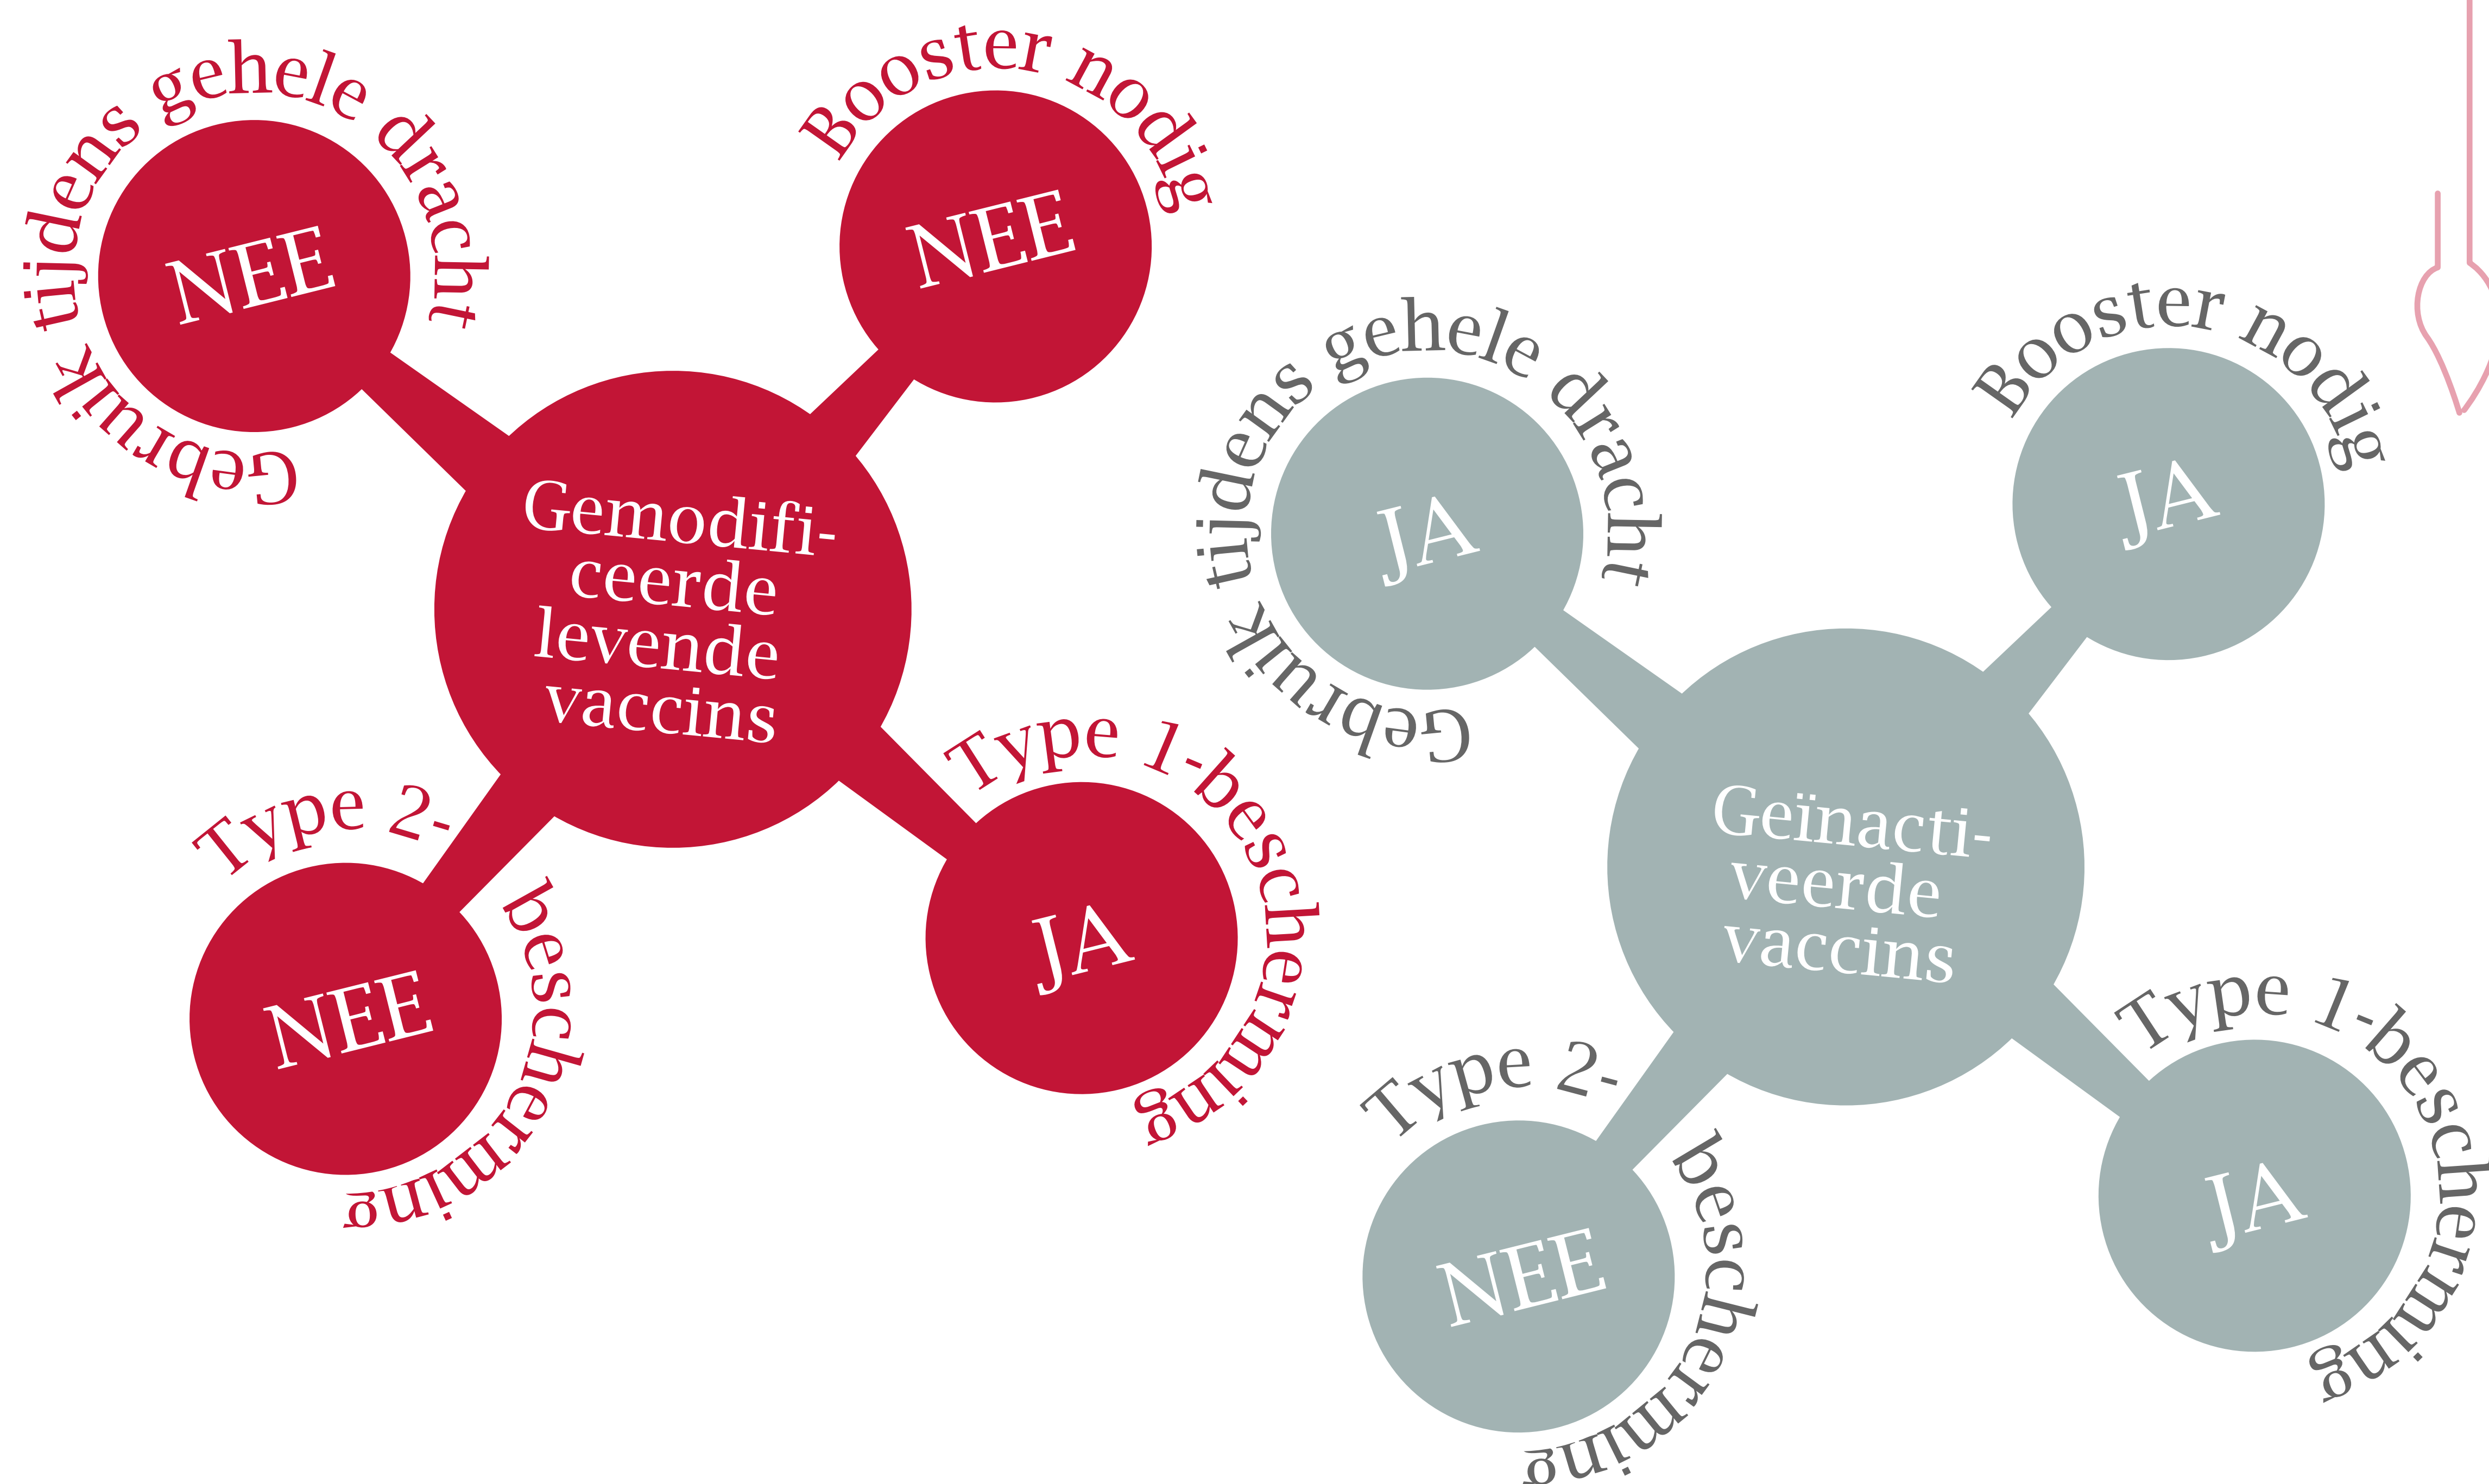 Gebruik tijdens gehele dracht
NEE
Booster nodig
NEE
Gemodifi-
ceerde
levende
vaccins
Type 2-bescherming
NEE
Type 1-bescherming
JA
Gebruik tijdens gehele dracht
JA
Booster nodig
JA
Geïnacti-
veerde
vaccins
Type 2-bescherming
NEE
Type 1-bescherming
JA